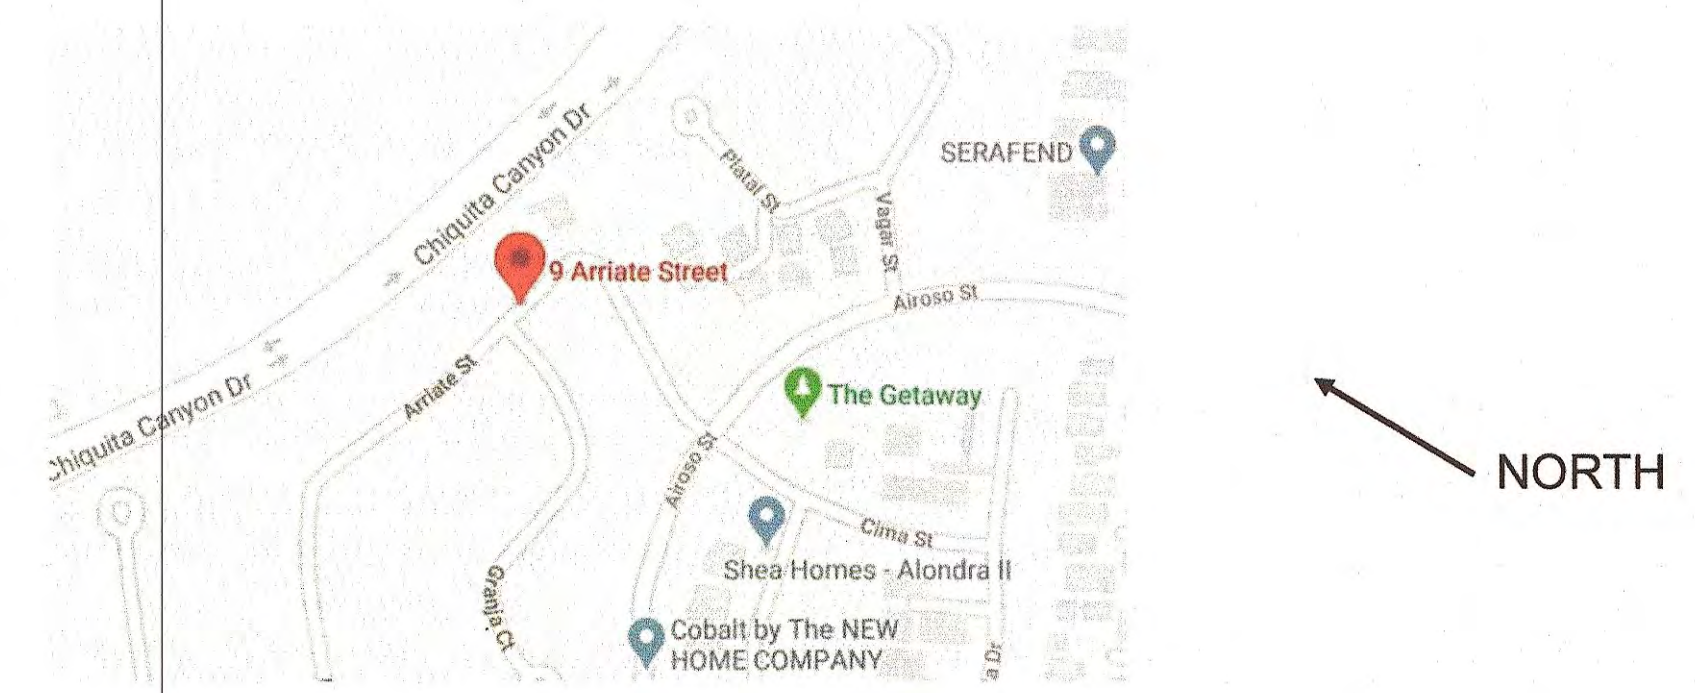 Chiquita Canyon Dr
Platal St
SERAFEND
Vagar St
9 Arriate Street
Airoso St
Arriate St
Chiquita Canyon Dr
The Getaway
Airoso St
NORTH
Cima St
Shea Homes - Alondra II
Granja Ct
Cobalt by The NEW
HOME COMPANY
a Dr